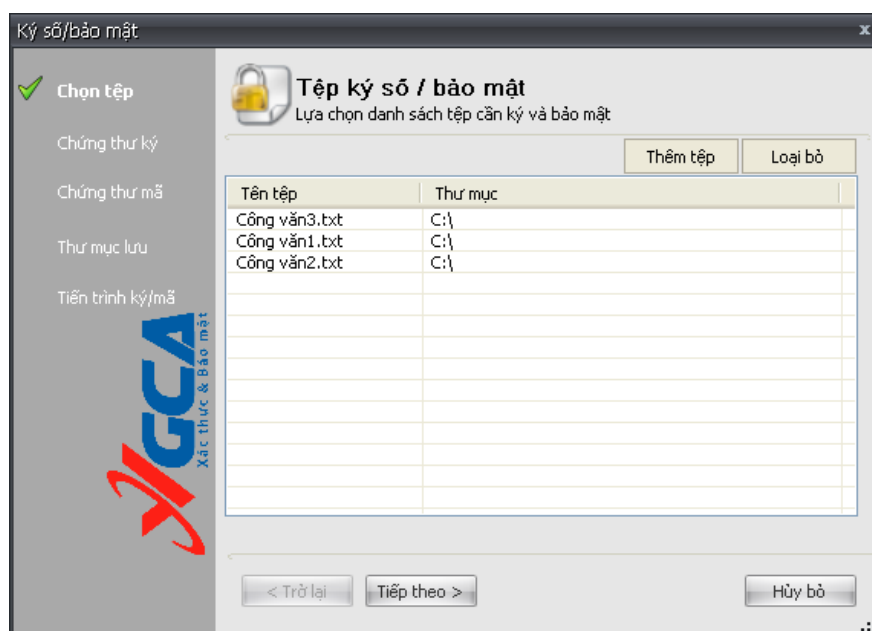 Ký số/bảo mật
x
Chọn tệp
Chứng thư ký
Chứng thư mã
Thư mục lưu
Tiến trình ký/mã
GCA
Xác thực & Bảo mật
Tệp ký số / bảo mật
Lựa chọn danh sách tệp cần ký và bảo mật
Thêm tệp Loại bỏ
Tên tệp Thư mục
Công văn3.txt C:\
Công văn1.txt C:\
Công văn2.txt C:\
< Trở lại Tiếp theo > Hủy bỏ